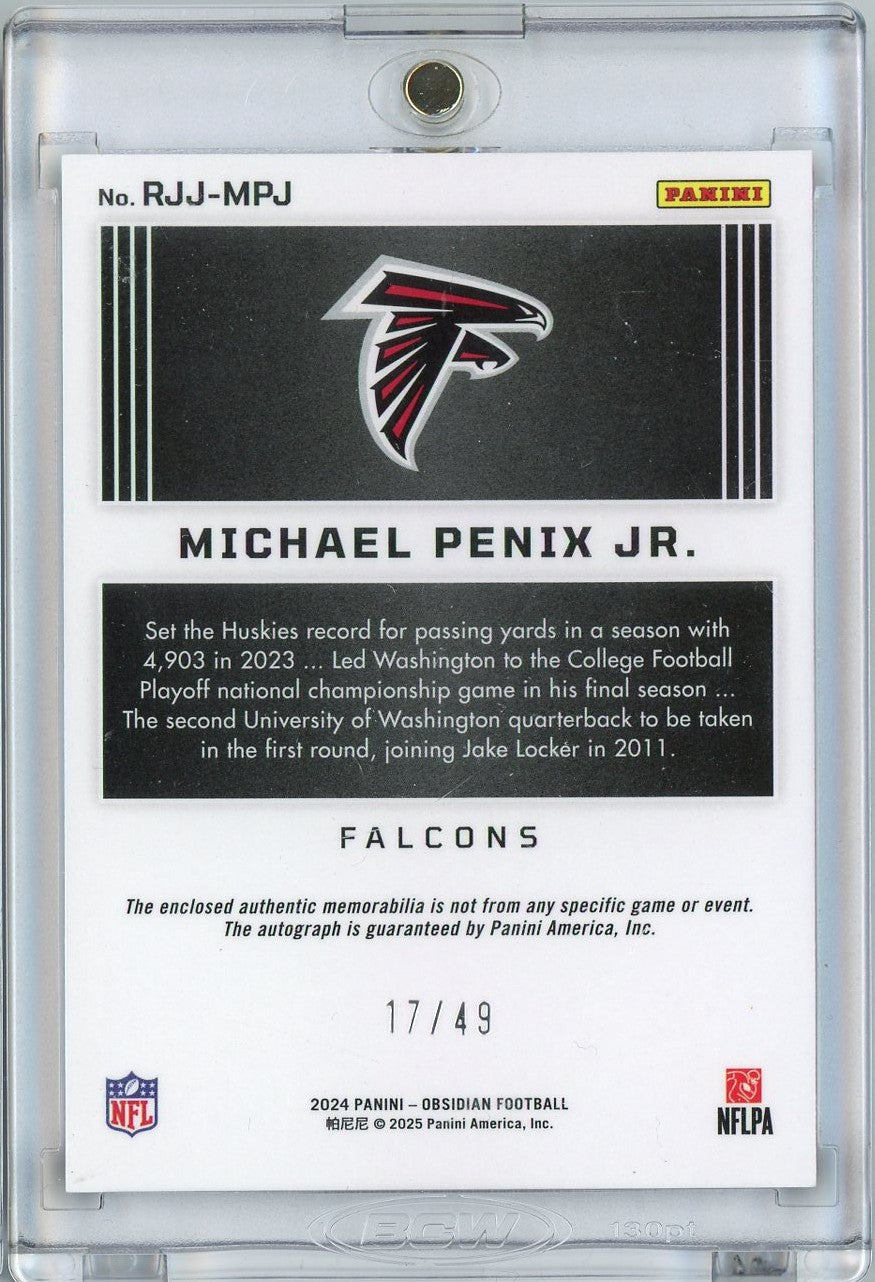 No. RJJ-MPJ
PANINI
MICHAEL PENIX JR.
Set the Huskies record for passing yards in a season with
4,903 in 2023 ... Led Washington to the College Football
Playoff national championship game in his final season ...
The second University of Washington quarterback to be taken
in the first round, joining Jake Locker in 2011.
FALCONS
The enclosed authentic memorabilia is not from any specific game or event.
The autograph is guaranteed by Panini America, Inc.
17/49
NFL
2024 PANINI – OBSIDIAN FOOTBALL
帕尼尼 © 2025 Panini America, Inc.
NFLPA
BCW
130pt